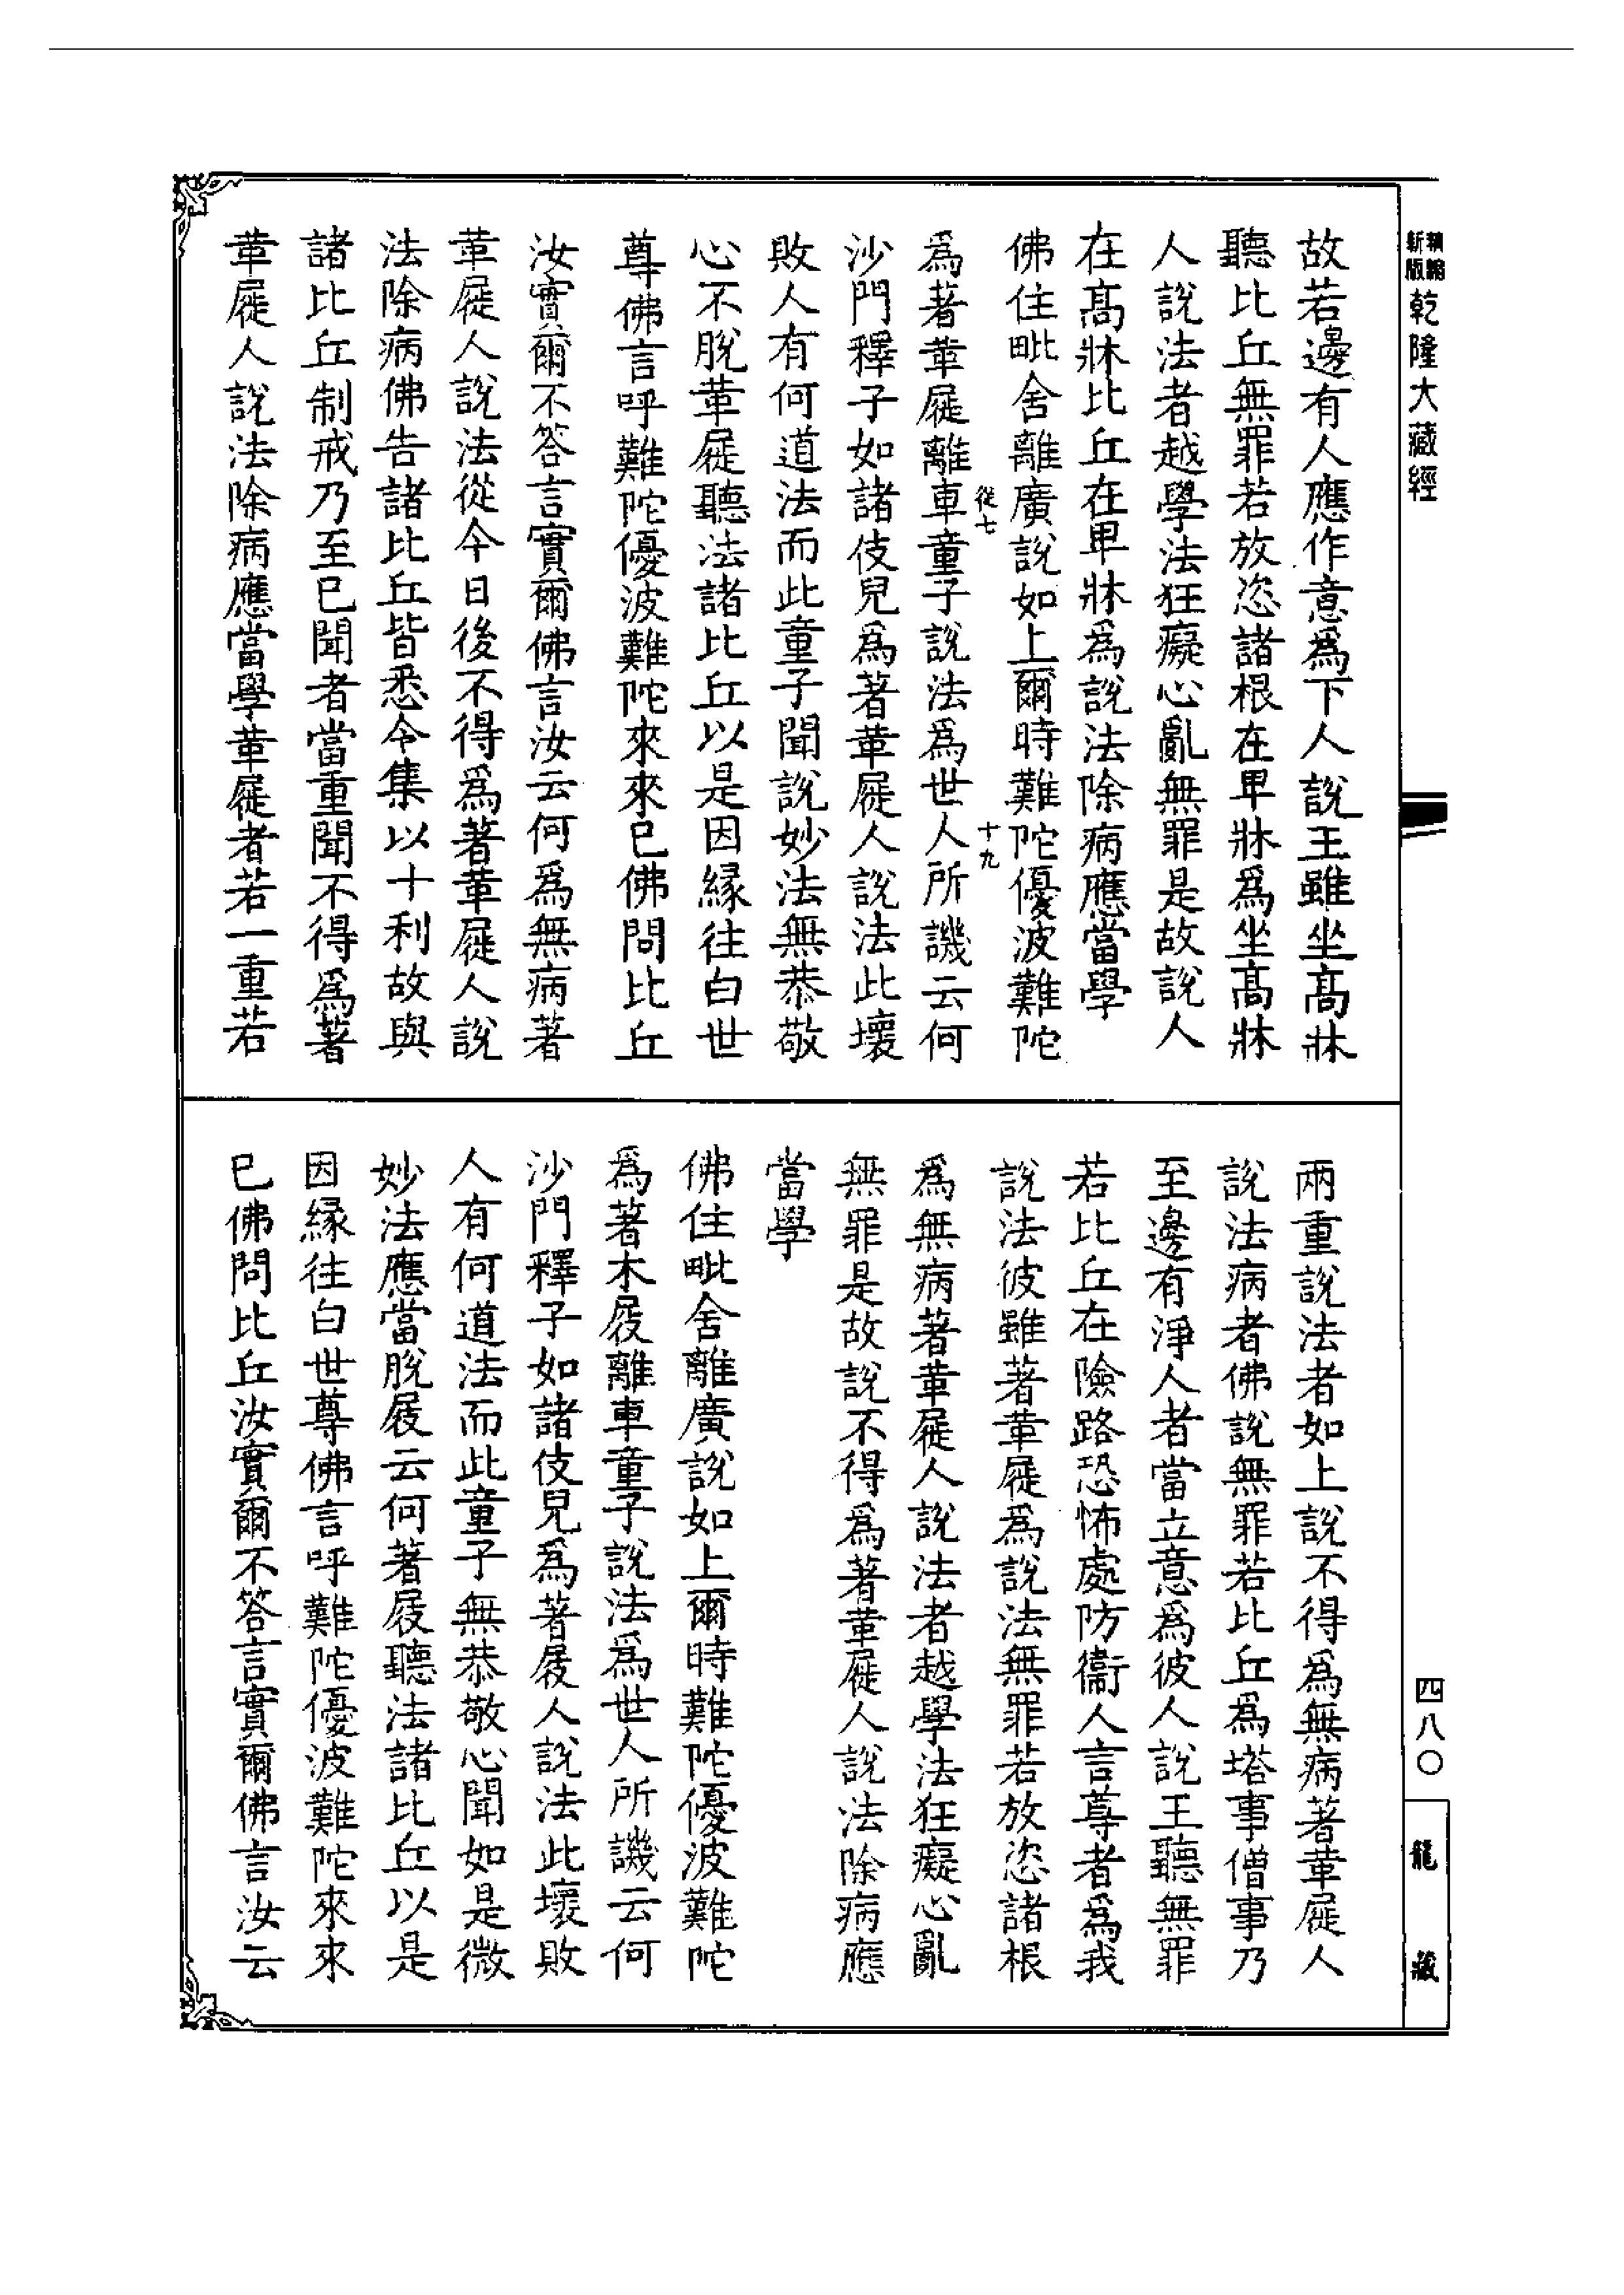 新版精縮乾隆大藏經
故若邊有人應作意爲下人說王雖坐高牀
聽比丘無罪若放恣諸根在卑牀爲坐高牀
人說法者越學法狂癡心亂無罪是故說人
在高牀比丘在卑牀爲說法除病應當學
佛住毗舍離廣說如上爾時難陀優波難陀
從七 十九
爲著革屣離車童子說法爲世人所譏云何
沙門釋子如諸伎兒爲著革屣人說法此壞
敗人有何道法而此童子聞說妙法無恭敬
心不脫革屣聽法諸比丘以是因緣往白世
尊佛言呼難陀優波難陀來來已佛問比丘
汝實爾不答言實爾佛言汝云何爲無病著
革屣人說法從今日後不得爲著革屣人說
法除病佛告諸比丘皆悉令集以十利故與
諸比丘制戒乃至已聞者當重聞不得爲著
革屣人說法除病應當學革屣者若一重若
兩重說法者如上說不得爲無病著革屣人
說法病者佛說無罪若比丘爲塔事僧事乃
至邊有淨人者當立意爲彼人說王聽無罪
若比丘在險路恐怖處防衞人言尊者爲我
說法彼雖著革屣爲說法無罪若放恣諸根
爲無病著革屣人說法者越學法狂癡心亂
無罪是故說不得爲著革屣人說法除病應
當學
佛住毗舍離廣說如上爾時難陀優波難陀
爲著木屐離車童子說法爲世人所譏云何
沙門釋子如諸伎兒爲著屐人說法此壞敗
人有何道法而此童子無恭敬心聞如是微
妙法應當脫屐云何著屐聽法諸比丘以是
因緣往白世尊佛言呼難陀優波難陀來來
已佛問比丘汝實爾不答言實爾佛言汝云
四八〇
龍藏